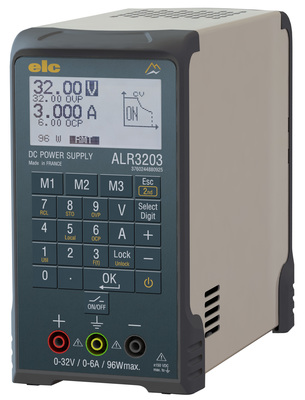 elc
32.00 V
32.00 OVP
3.000 A
6.00 OCP
96 W RMT
CV
ON
DC POWER SUPPLY
Made in FRANCE
ALR3203
3760244880925
M1 M2 M3 Esc
2nd
7 8 9 V Select
Digit
RCL STO OVP
4 5 6 A +
Local OCP
1 2 3 Lock −
Unlock
0 . OK
ON/OFF
+ −
0-32V / 0-6A / 96Wmax.